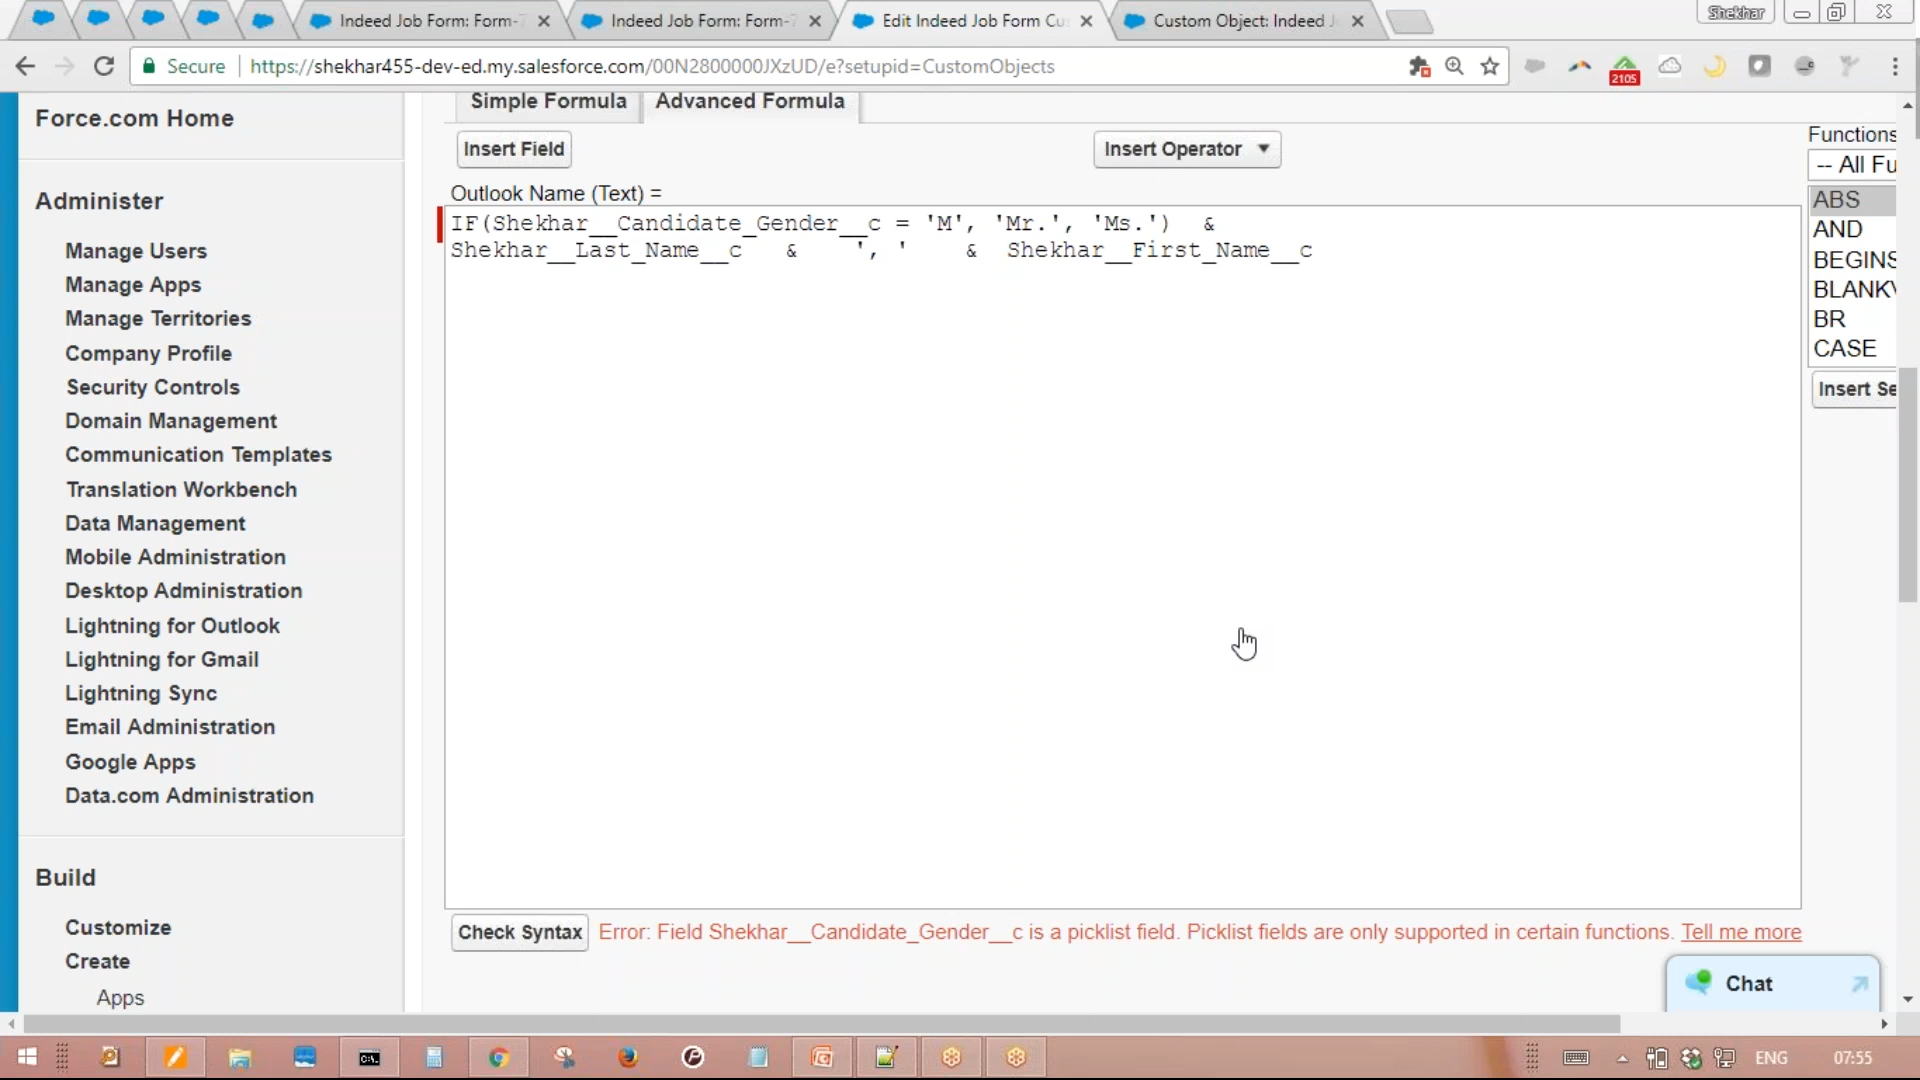 Indeed Job Form: Form-7
Indeed Job Form: Form-7
Edit Indeed Job Form Cu
Custom Object: Indeed J
Shekhar
Secure
https://shekhar455-dev-ed.my.salesforce.com/00N2800000JXzUD/e?setupid=CustomObjects
2105
Force.com Home
Simple Formula
Advanced Formula
Functions
Insert Field
Insert Operator
-- All Fu
Administer
Outlook Name (Text) =
ABS
IF(Shekhar__Candidate_Gender__c = 'M', 'Mr.', 'Ms.') &
AND
Manage Users
Shekhar__Last_Name__c & ', ' & Shekhar__First_Name__c
BEGINS
Manage Apps
BLANKV
Manage Territories
BR
Company Profile
CASE
Security Controls
Insert Se
Domain Management
Communication Templates
Translation Workbench
Data Management
Mobile Administration
Desktop Administration
Lightning for Outlook
Lightning for Gmail
Lightning Sync
Email Administration
Google Apps
Data.com Administration
Build
Customize
Check Syntax
Error: Field Shekhar__Candidate_Gender__c is a picklist field. Picklist fields are only supported in certain functions. Tell me more
Create
Chat
Apps
ENG
07:55